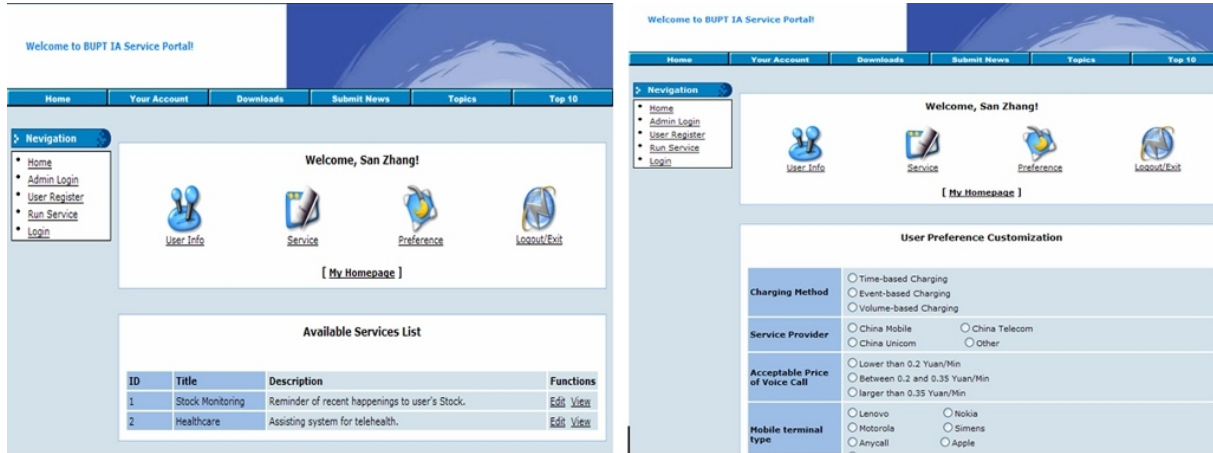 Welcome to BUPT IA Service Portal!
Home Your Account Downloads Submit News Topics Top 10
Nevigation
Home
Admin Login
User Register
Run Service
Login
Welcome, San Zhang!
User Info Service Preference Logout/Exit
[ My Homepage ]
Available Services List
ID Title Description Functions
1 Stock Monitoring Reminder of recent happenings to user's Stock. Edit View
2 Healthcare Assisting system for telehealth. Edit View
Welcome to BUPT IA Service Portal!
Home Your Account Downloads Submit News Topics Top 10
Nevigation
Home
Admin Login
User Register
Run Service
Login
Welcome, San Zhang!
User Info Service Preference Logout/Exit
[ My Homepage ]
User Preference Customization
Charging Method
Time-based Charging
Event-based Charging
Volume-based Charging
Service Provider
China Mobile China Telecom
China Unicom Other
Acceptable Price
of Voice Call
Lower than 0.2 Yuan/Min
Between 0.2 and 0.35 Yuan/Min
larger than 0.35 Yuan/Min
Mobile terminal
type
Lenovo Nokia
Motorola Simens
Anycall Apple